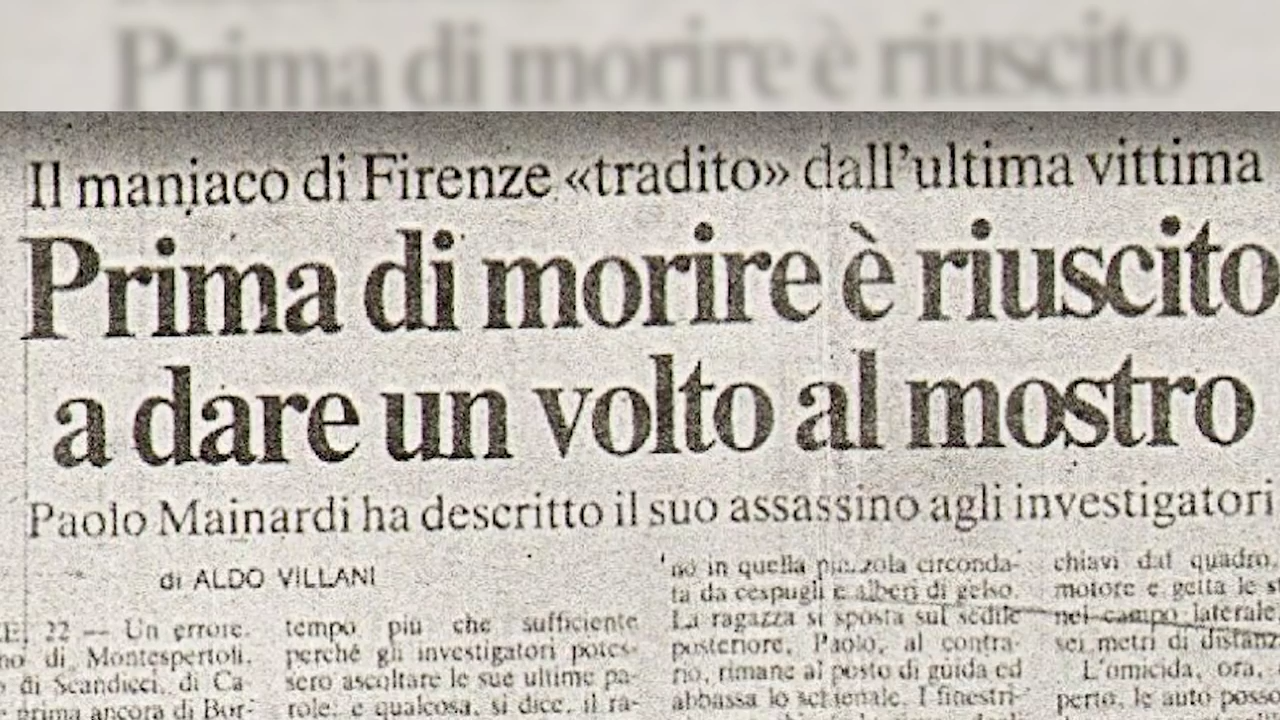 Prima di morire è riuscito
Il maniaco di Firenze «tradito» dall'ultima vittima
Prima di morire è riuscito
a dare un volto al mostro
Paolo Mainardi ha descritto il suo assassino agli investigatori
di ALDO VILLANI
22 — Un errore.
di Montespertoli,
di Scandicci, di Ca-
prima ancora di Bor-
tempo più che sufficiente
perché gli investigatori potes-
sero ascoltare le sue ultime pa-
role: e qualcosa, si dice, il ra-
no in quella piazzola circonda-
ta da cespugli e alberi di gelso.
La ragazza si sposta sul sedile
posteriore, Paolo, al contra-
rio, rimane al posto di guida ed
abbassa lo schienale. I finestri-
chiavi dal quadro,
motore e getta le
nel campo laterale
sei metri di distanz
L'omicida, ora,
perto, le auto posso